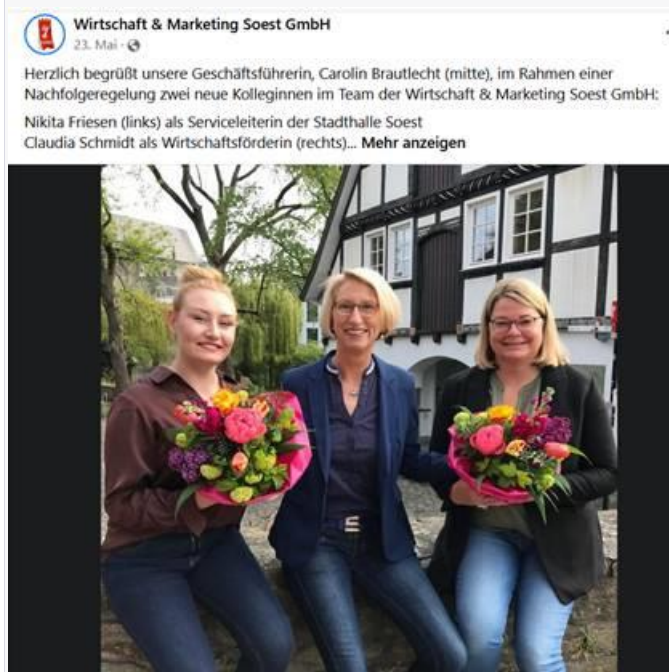 Wirtschaft & Marketing Soest GmbH
23. Mai ·
Herzlich begrüßt unsere Geschäftsführerin, Carolin Brautlecht (mitte), im Rahmen einer
Nachfolgeregelung zwei neue Kolleginnen im Team der Wirtschaft & Marketing Soest GmbH:
Nikita Friesen (links) als Serviceleiterin der Stadthalle Soest
Claudia Schmidt als Wirtschaftsförderin (rechts)... Mehr anzeigen